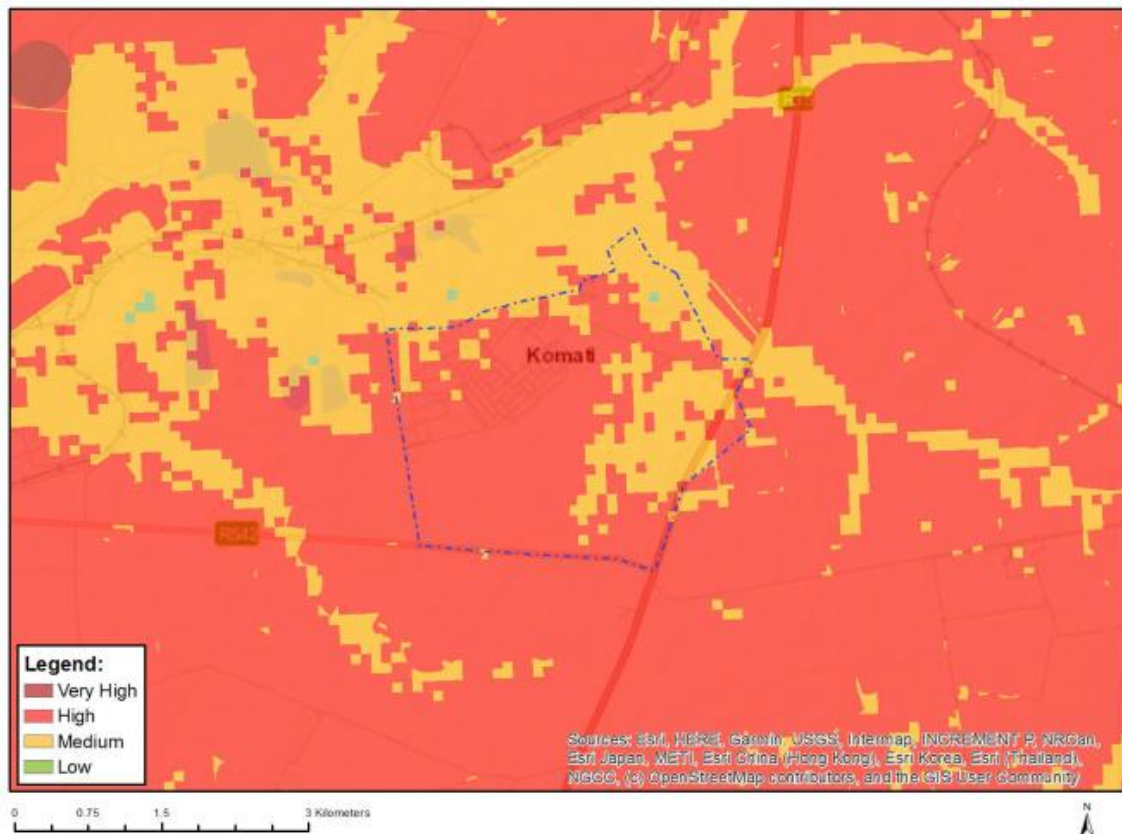 Komati
R542
Legend:
Very High
High
Medium
Low
Sources: Esri, HERE, Garmin, USGS, Intermap, INCREMENT P, NRCan,
Esri Japan, METI, Esri China (Hong Kong), Esri Korea, Esri (Thailand),
NGCC, (c) OpenStreetMap contributors, and the GIS User Community
0 0.75 1.5 3 Kilometers
N